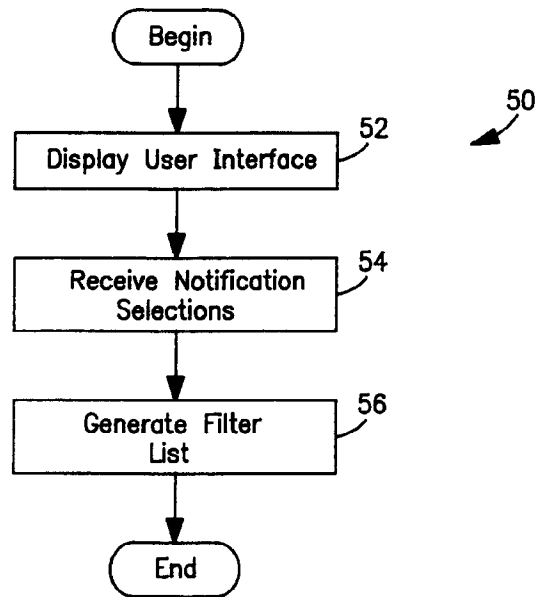 Begin
50
52
Display User Interface
54
Receive Notification
Selections
56
Generate Filter
List
End